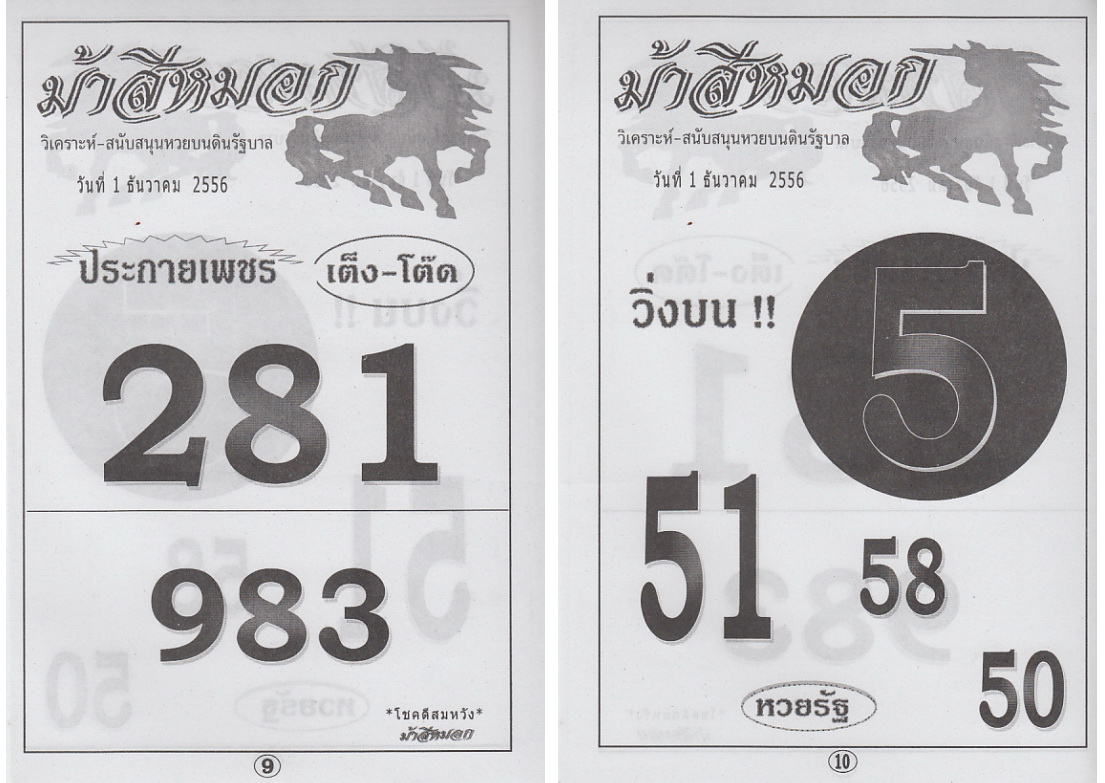 ม้าสีหมอก
วิเคราะห์-สนับสนุนหวยบนดินรัฐบาล
วันที่ 1 ธันวาคม 2556
ประกายเพชร เต็ง-โต๊ด
281
983
*โชคดีสมหวัง*
ม้าสีหมอก
9
ม้าสีหมอก
วิเคราะห์-สนับสนุนหวยบนดินรัฐบาล
วันที่ 1 ธันวาคม 2556
วิ่งบน !!
5
51
58
50
หวยรัฐ
10